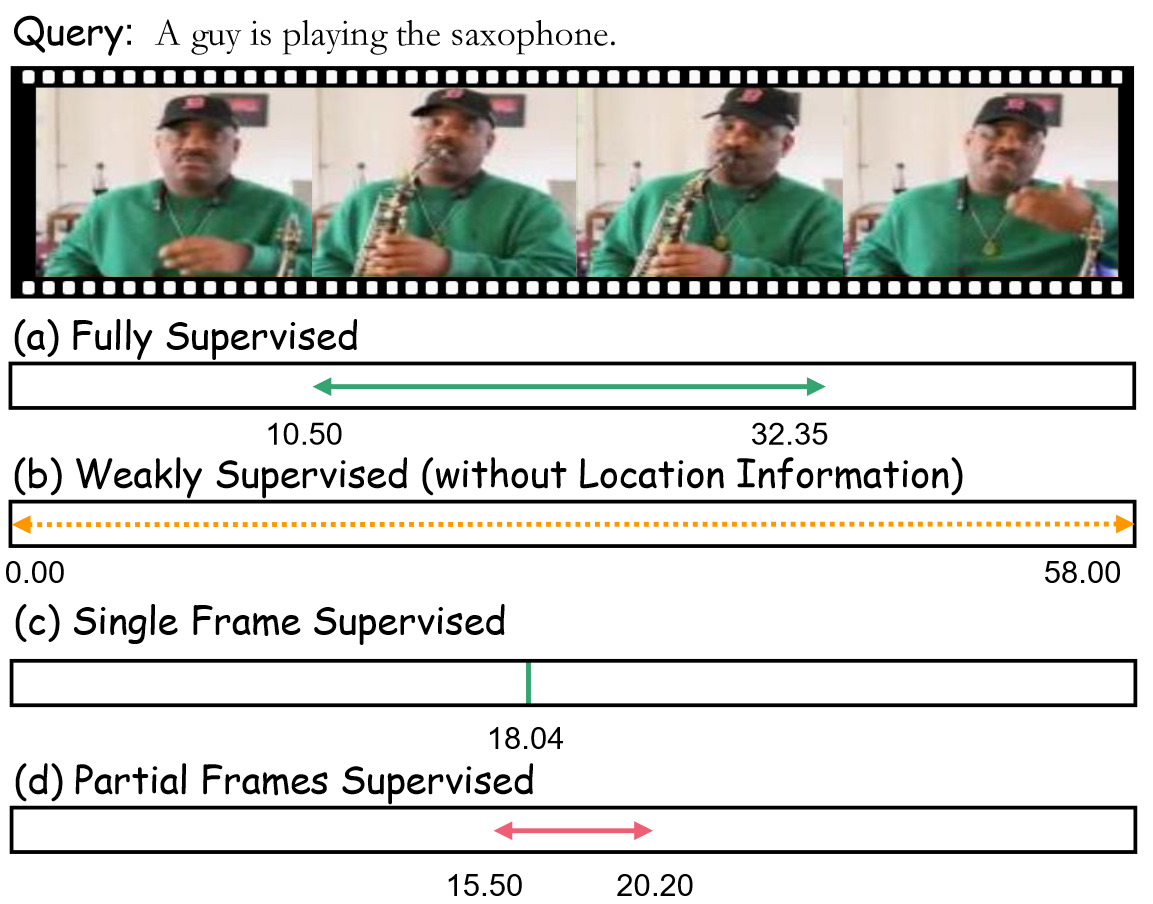 Query: A guy is playing the saxophone.
(a) Fully Supervised
10.50 32.35
(b) Weakly Supervised (without Location Information)
0.00 58.00
(c) Single Frame Supervised
18.04
(d) Partial Frames Supervised
15.50 20.20